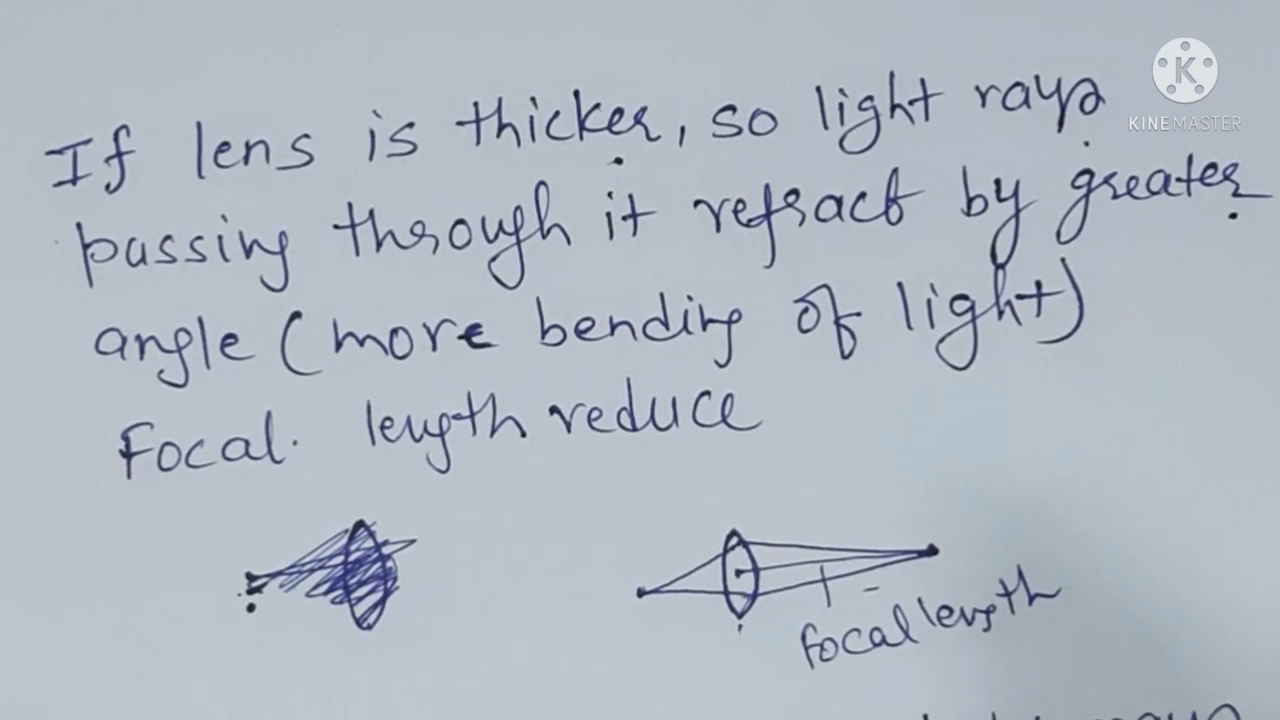 KINEMASTER
If lens is thicker, so light rays
passing through it refract by greater
angle (more bending of light)
Focal. length reduce
focal length